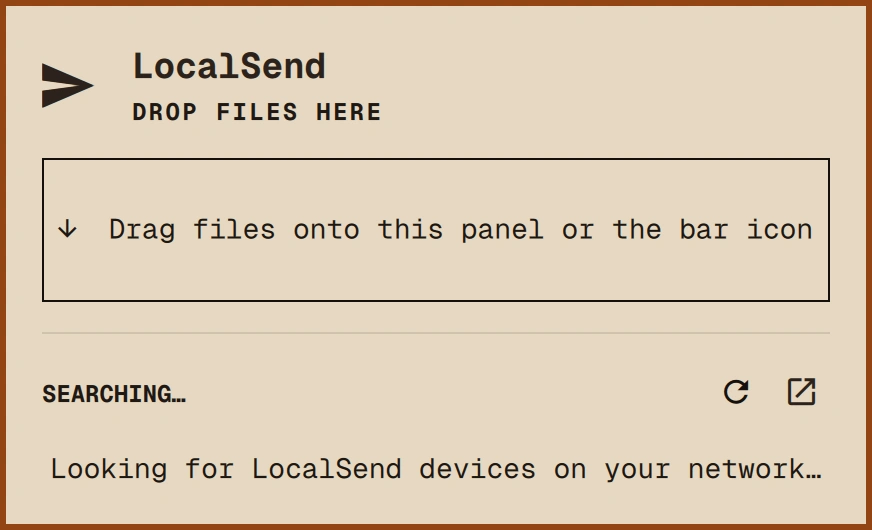 LocalSend
DROP FILES HERE
↓ Drag files onto this panel or the bar icon
SEARCHING…
Looking for LocalSend devices on your network…